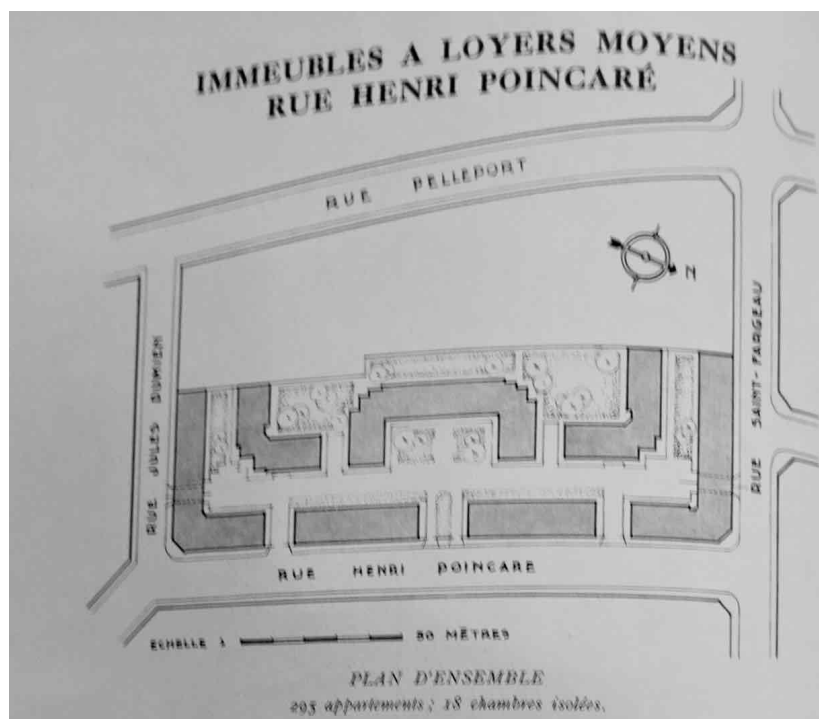 IMMEUBLES A LOYERS MOYENS
RUE HENRI POINCARÉ
RUE PELLEPORT
N
RUE JULES DUMIEN
RUE SAINT-FARGEAU
RUE HENRI POINCARE
ECHELLE
50 MÈTRES
PLAN D'ENSEMBLE
295 appartements; 18 chambres isolées.